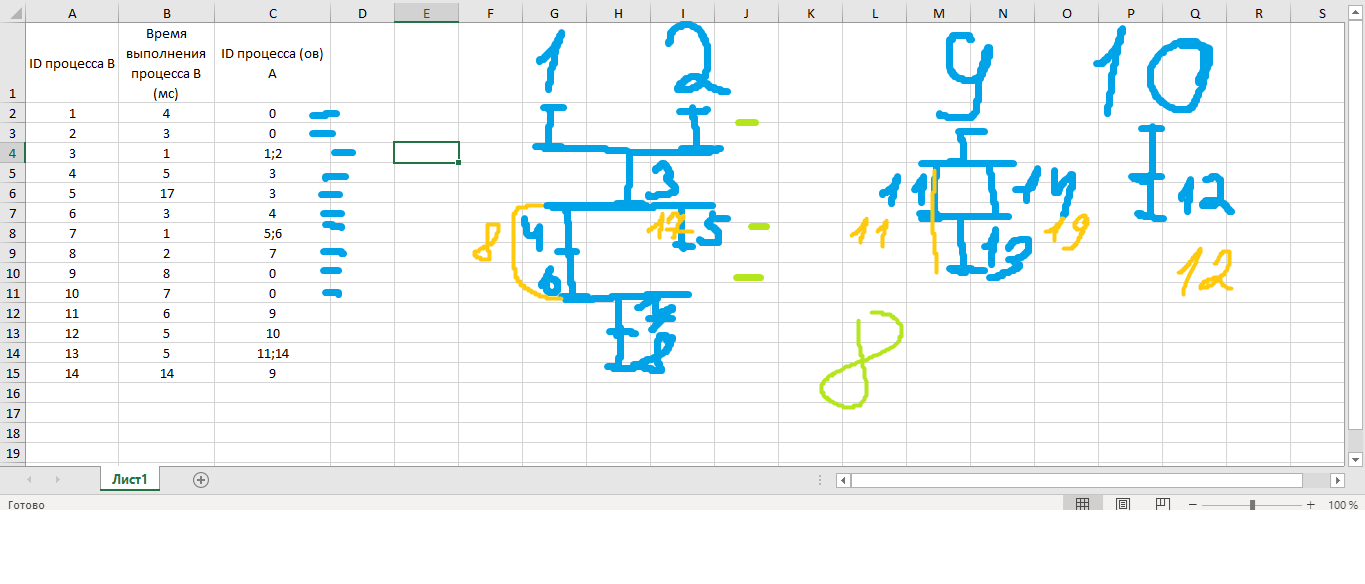 A B C D E F G H I J K L M N O P Q R S
1 ID процесса B Время выполнения процесса B (мс) ID процесса (ов) A
2 1 4 0
3 2 3 0
4 3 1 1;2
5 4 5 3
6 5 17 3
7 6 3 4
8 7 1 5;6
9 8 2 7
10 9 8 0
11 10 7 0
12 11 6 9
13 12 5 10
14 13 5 11;14
15 14 14 9
16
17
18
19
1 2 9 10
3 11 14 12
8 4 17 5 11 13 19
6 12
7
8 8
Лист1
Готово 100 %